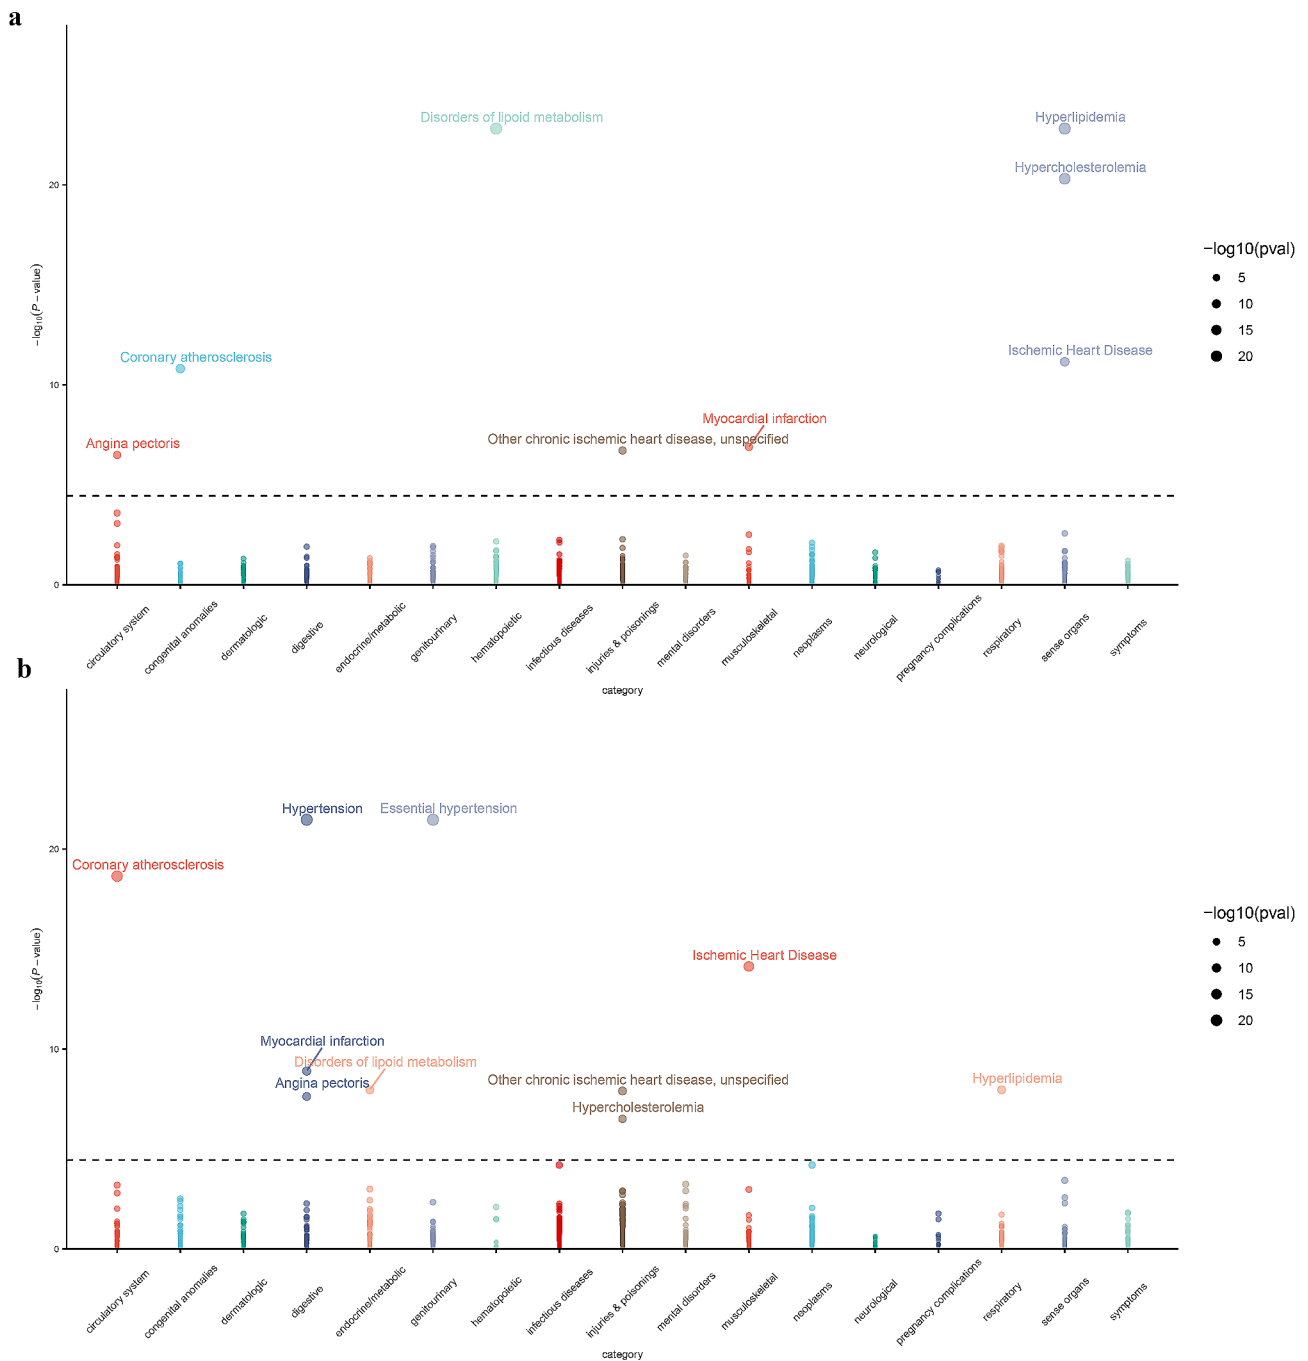 a
Disorders of lipoid metabolism
Hyperlipidemia
Hypercholesterolemia
20
−log10(pval)
5
10
15
20
−log10(P − value)
Coronary atherosclerosis
Ischemic Heart Disease
10
Myocardial infarction
Angina pectoris
Other chronic ischemic heart disease, unspecified
0
circulatory system
congenital anomalies
dermatologic
digestive
endocrine/metabolic
genitourinary
hematopoietic
infectious diseases
injuries & poisonings
mental disorders
musculoskeletal
neoplasms
neurological
pregnancy complications
respiratory
sense organs
symptoms
category
b
Hypertension
Essential hypertension
20
Coronary atherosclerosis
−log10(pval)
5
10
15
20
−log10(P − value)
Ischemic Heart Disease
10
Myocardial infarction
Disorders of lipoid metabolism
Angina pectoris
Other chronic ischemic heart disease, unspecified
Hyperlipidemia
Hypercholesterolemia
0
circulatory system
congenital anomalies
dermatologic
digestive
endocrine/metabolic
genitourinary
hematopoietic
infectious diseases
injuries & poisonings
mental disorders
musculoskeletal
neoplasms
neurological
pregnancy complications
respiratory
sense organs
symptoms
category